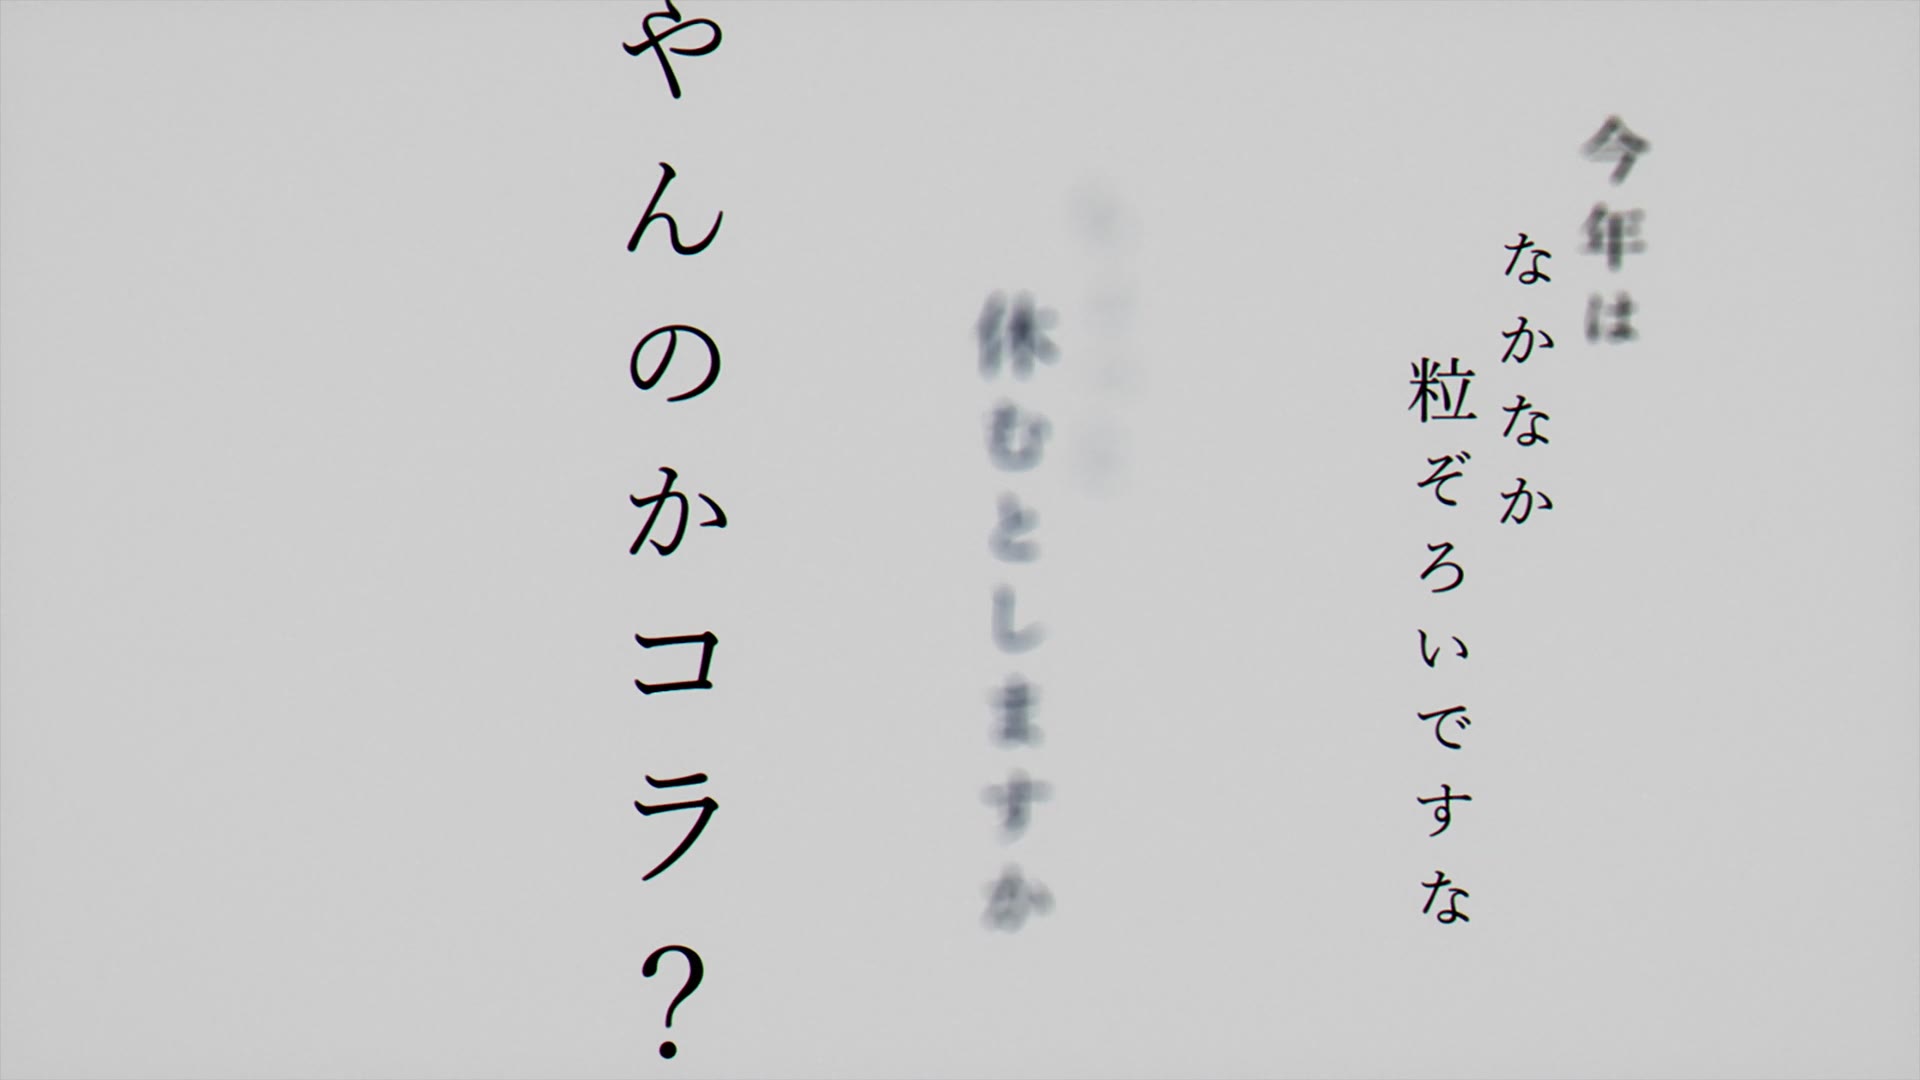 今年は
なかなか
粒ぞろいですな
休むとしますか
やんのかコラ?